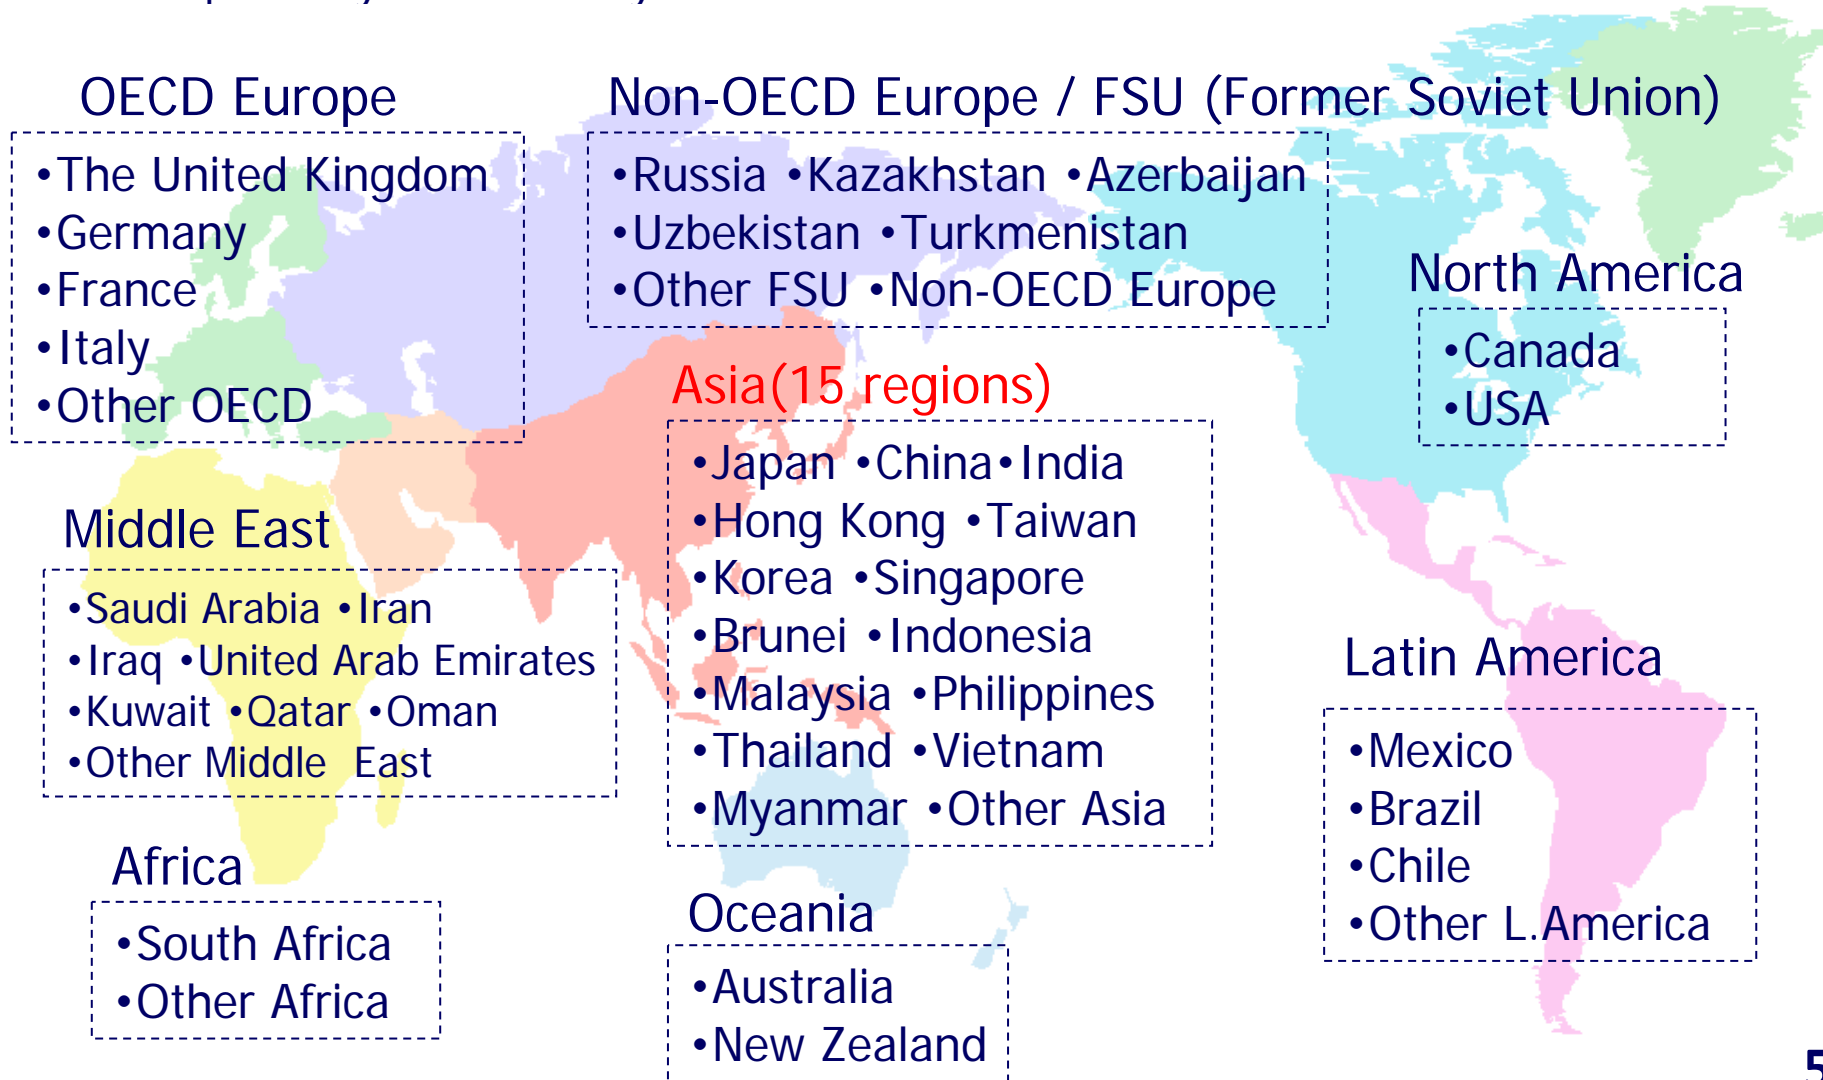 OECD Europe
•The United Kingdom
•Germany
•France
•Italy
•Other OECD
Non-OECD Europe / FSU (Former Soviet Union)
•Russia •Kazakhstan •Azerbaijan
•Uzbekistan •Turkmenistan
•Other FSU •Non-OECD Europe
North America
•Canada
•USA
Asia(15 regions)
•Japan •China•India
•Hong Kong •Taiwan
•Korea •Singapore
•Brunei •Indonesia
•Malaysia •Philippines
•Thailand •Vietnam
•Myanmar •Other Asia
Middle East
•Saudi Arabia •Iran
•Iraq •United Arab Emirates
•Kuwait •Qatar •Oman
•Other Middle East
Latin America
•Mexico
•Brazil
•Chile
•Other L.America
Africa
•South Africa
•Other Africa
Oceania
•Australia
•New Zealand
5